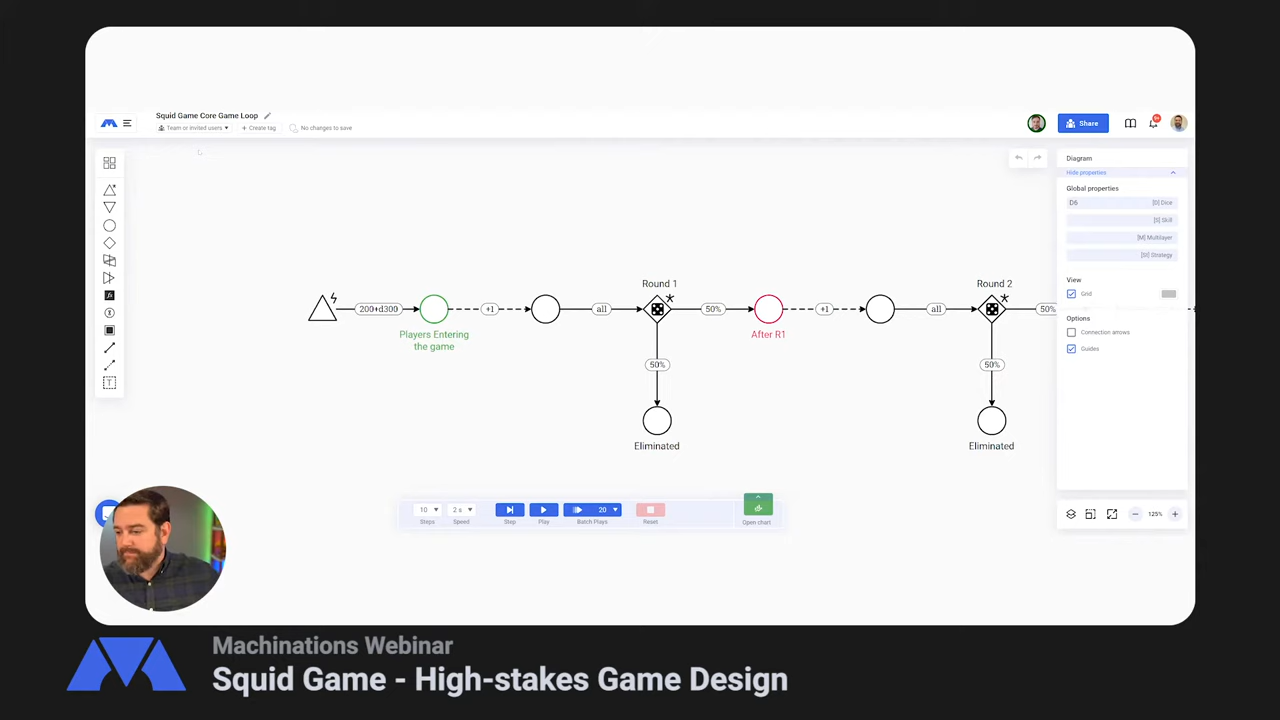 Squid Game Core Game Loop
Team or invited users
+ Create tag
No changes to save
Share
9+
Diagram
Hide properties
Global properties
D6
[D] Dice
[S] Skill
[M] Multilayer
[St] Strategy
View
Grid
Options
Connection arrows
Guides
Round 1
Round 2
200+d300
+1
all
50%
+1
all
50%
Players Entering
the game
After R1
50%
50%
Eliminated
Eliminated
10
2 s
20
Steps
Speed
Step
Play
Batch Plays
Reset
Open chart
125%
Machinations Webinar
Squid Game - High-stakes Game Design